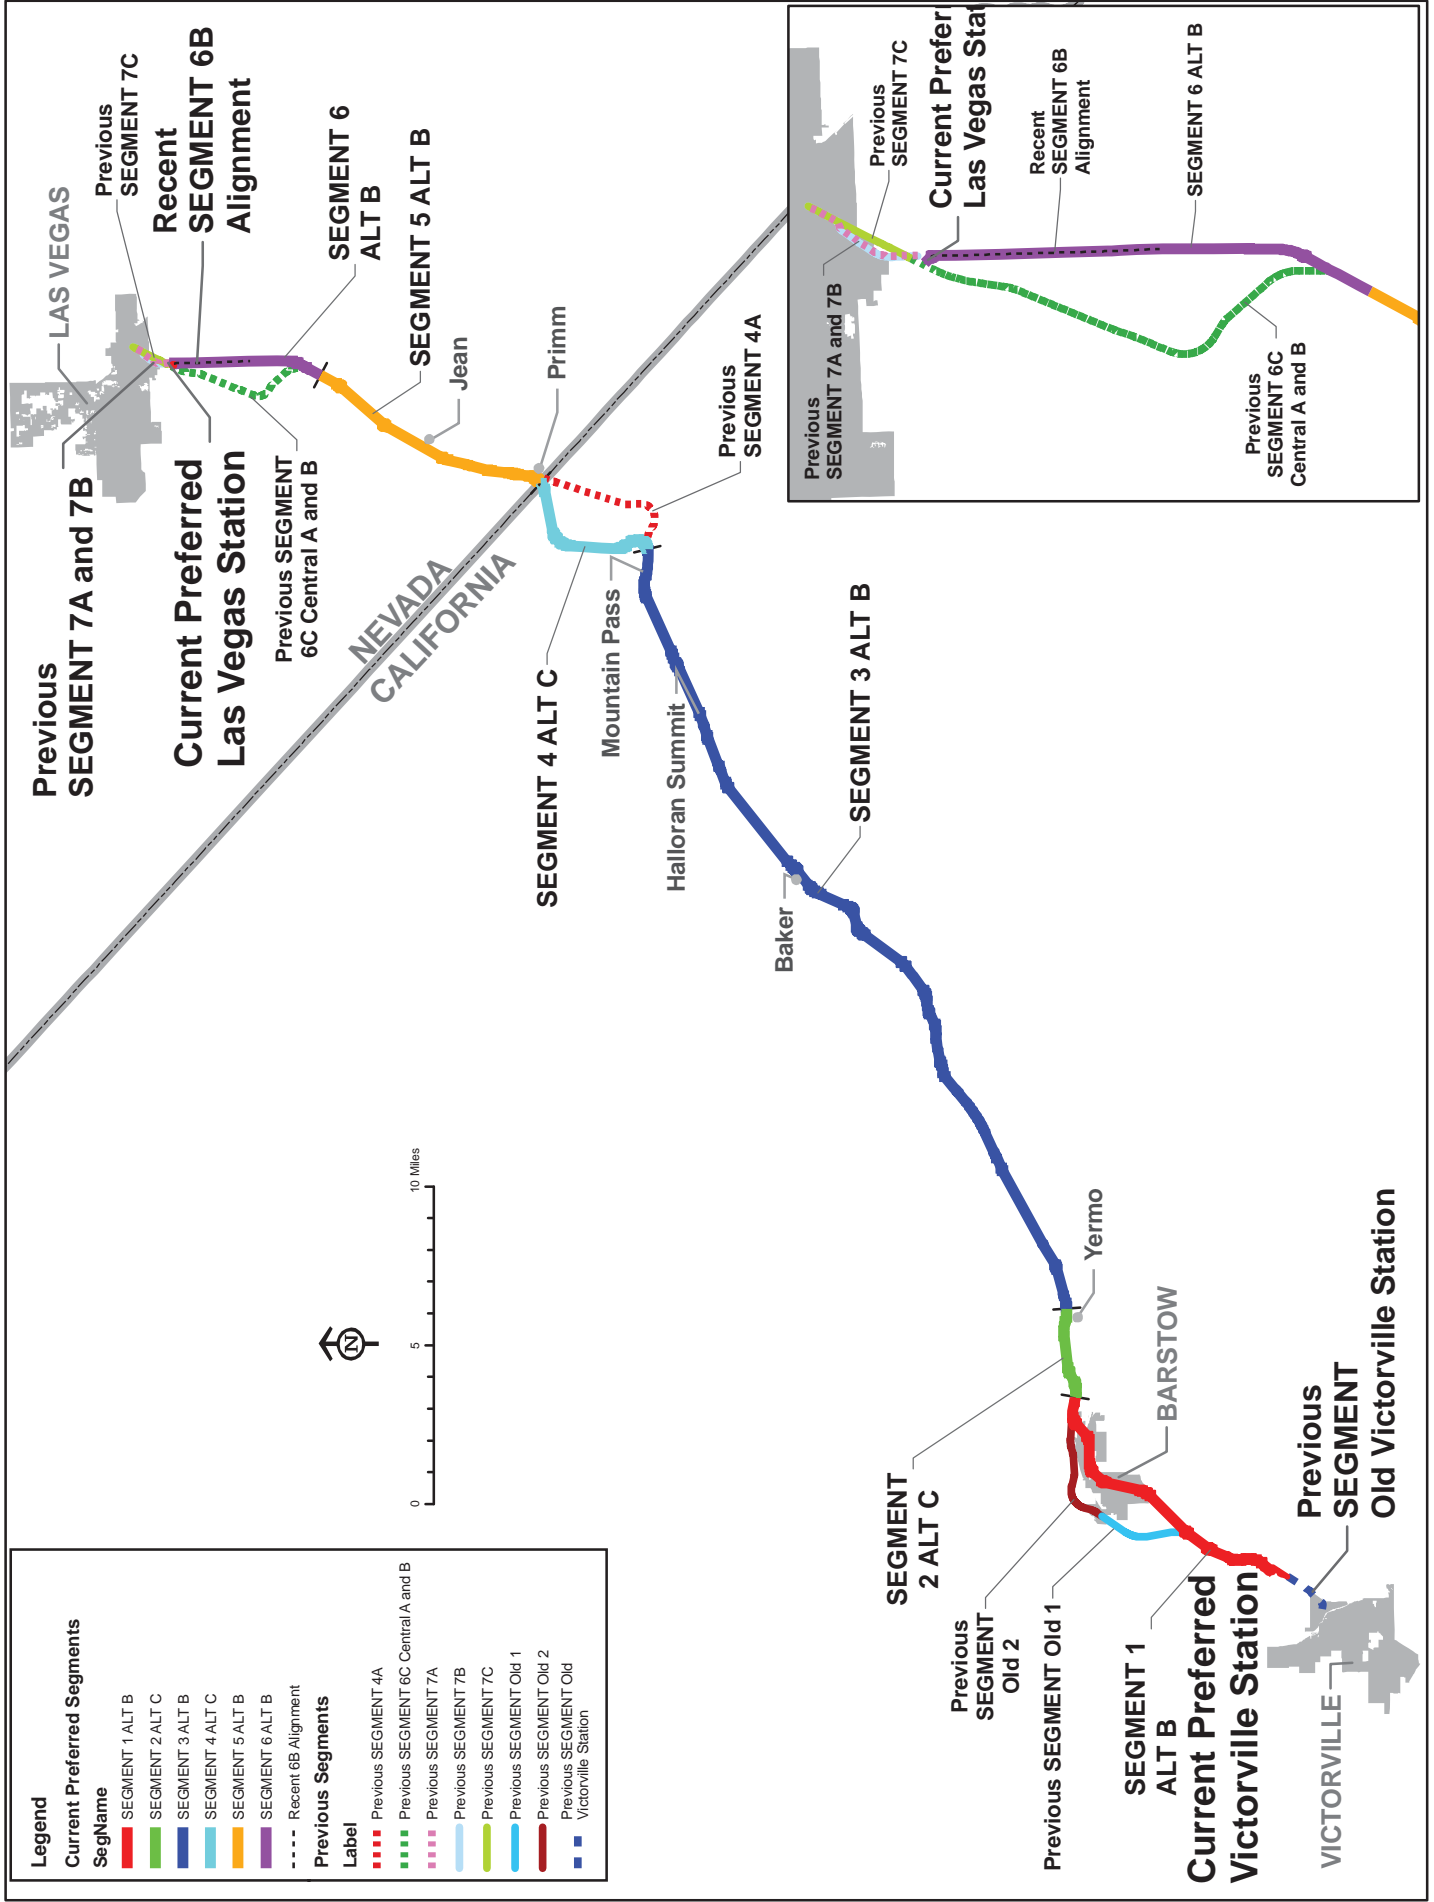 Legend
Current Preferred Segments
SegName
SEGMENT 1 ALT B
SEGMENT 2 ALT C
SEGMENT 3 ALT B
SEGMENT 4 ALT C
SEGMENT 5 ALT B
SEGMENT 6 ALT B
Recent 6B Alignment
Previous Segments
Label
Previous SEGMENT 4A
Previous SEGMENT 6C Central A and B
Previous SEGMENT 7A
Previous SEGMENT 7B
Previous SEGMENT 7C
Previous SEGMENT Old 1
Previous SEGMENT Old 2
Previous SEGMENT Old
Victorville Station
N
0
5
10 Miles
Previous
SEGMENT 7A and 7B
LAS VEGAS
Previous
SEGMENT 7C
Recent
SEGMENT 6B
Alignment
Current Preferred
Las Vegas Station
Previous SEGMENT
6C Central A and B
SEGMENT 6
ALT B
SEGMENT 5 ALT B
Jean
Primm
NEVADA
CALIFORNIA
Previous
SEGMENT 4A
SEGMENT 4 ALT C
Mountain Pass
Halloran Summit
Baker
SEGMENT 3 ALT B
Yermo
SEGMENT
2 ALT C
BARSTOW
Previous
SEGMENT
Old 2
Previous SEGMENT Old 1
SEGMENT 1
ALT B
Current Preferred
Victorville Station
Previous
SEGMENT
Old Victorville Station
VICTORVILLE
Previous
SEGMENT 7A and 7B
Previous
SEGMENT 7C
Current Prefer
Las Vegas Stat
Recent
SEGMENT 6B
Alignment
SEGMENT 6 ALT B
Previous
SEGMENT 6C
Central A and B